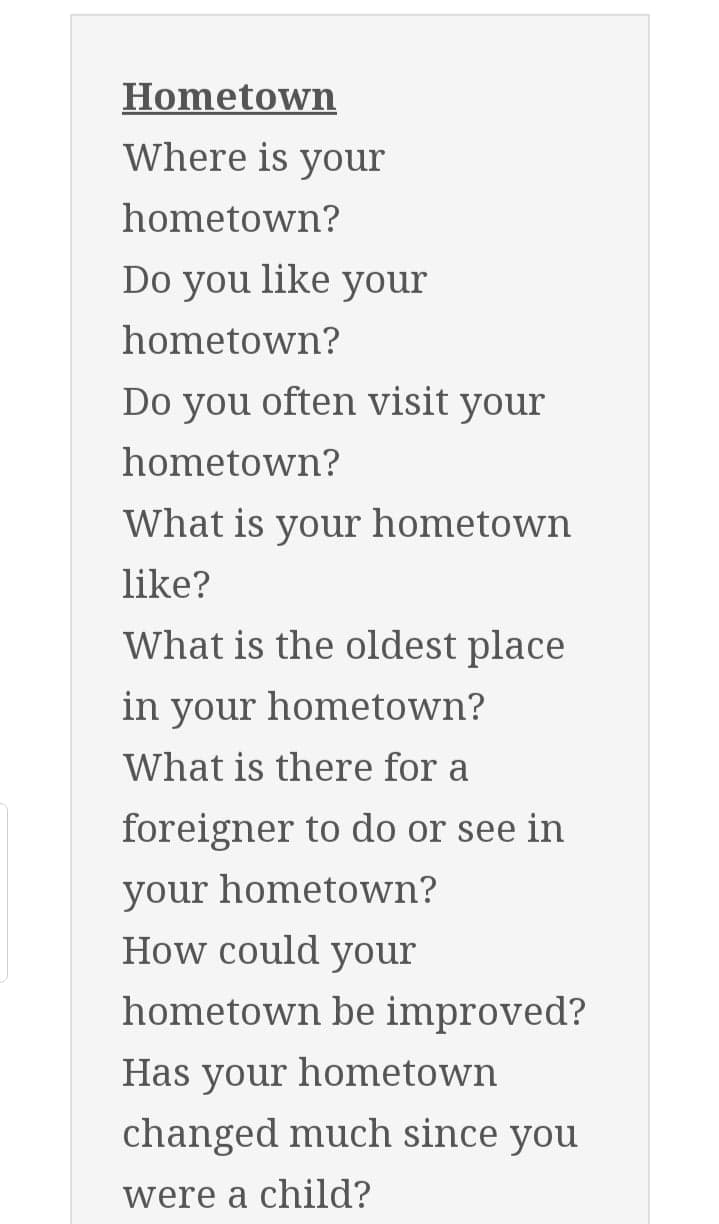 Hometown
Where is your
hometown?
Do you like your
hometown?
Do you often visit your
hometown?
What is your hometown
like?
What is the oldest place
in your hometown?
What is there for a
foreigner to do or see in
your hometown?
How could your
hometown be improved?
Has your hometown
changed much since you
were a child?